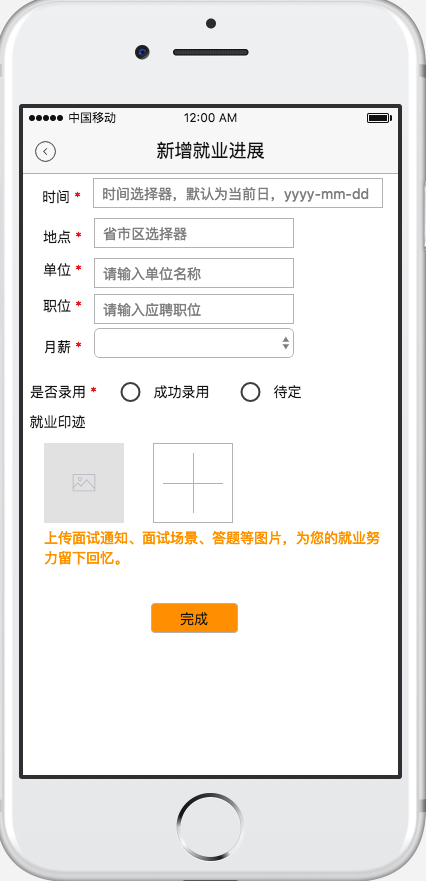 中国移动 12:00 AM
新增就业进展
时间 * 时间选择器，默认为当前日，yyyy-mm-dd
地点 * 省市区选择器
单位 * 请输入单位名称
职位 * 请输入应聘职位
月薪 *
是否录用 * 成功录用 待定
就业印迹
上传面试通知、面试场景、答题等图片，为您的就业努
力留下回忆。
完成